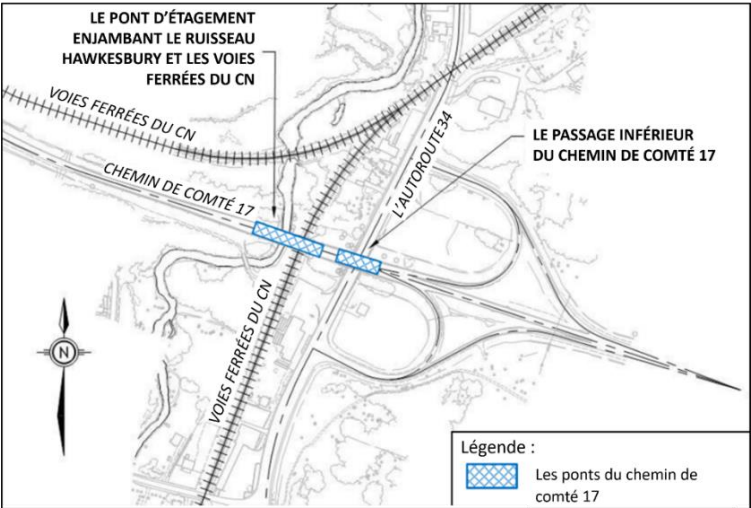 LE PONT D'ÉTAGEMENT
ENJAMBANT LE RUISSEAU
HAWKESBURY ET LES VOIES
FERRÉES DU CN
VOIES FERRÉES DU CN
L'AUTOROUTE34
LE PASSAGE INFÉRIEUR
DU CHEMIN DE COMTÉ 17
CHEMIN DE COMTÉ 17
VOIES FERRÉES DU CN
N
Légende :
Les ponts du chemin de
comté 17